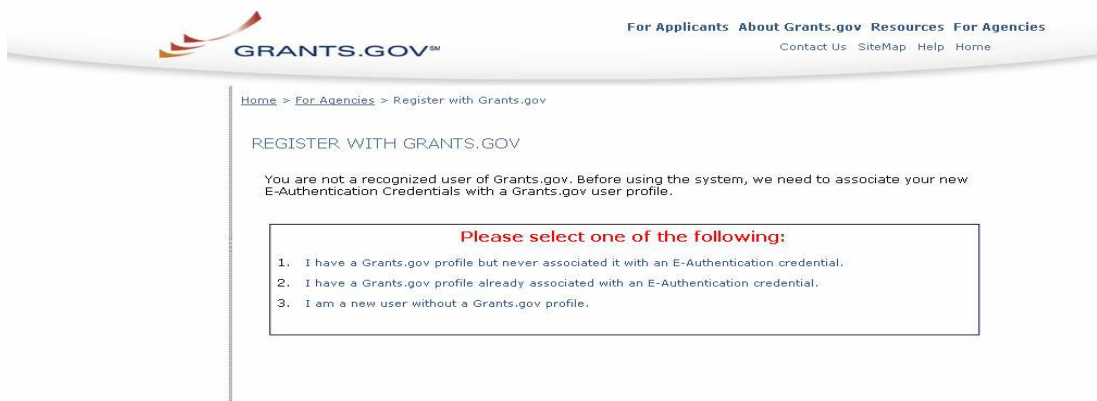 For Applicants About Grants.gov Resources For Agencies
GRANTS.GOV℠
Contact Us SiteMap Help Home
Home > For Agencies > Register with Grants.gov
REGISTER WITH GRANTS.GOV
You are not a recognized user of Grants.gov. Before using the system, we need to associate your new
E-Authentication Credentials with a Grants.gov user profile.
Please select one of the following:
1. I have a Grants.gov profile but never associated it with an E-Authentication credential.
2. I have a Grants.gov profile already associated with an E-Authentication credential.
3. I am a new user without a Grants.gov profile.